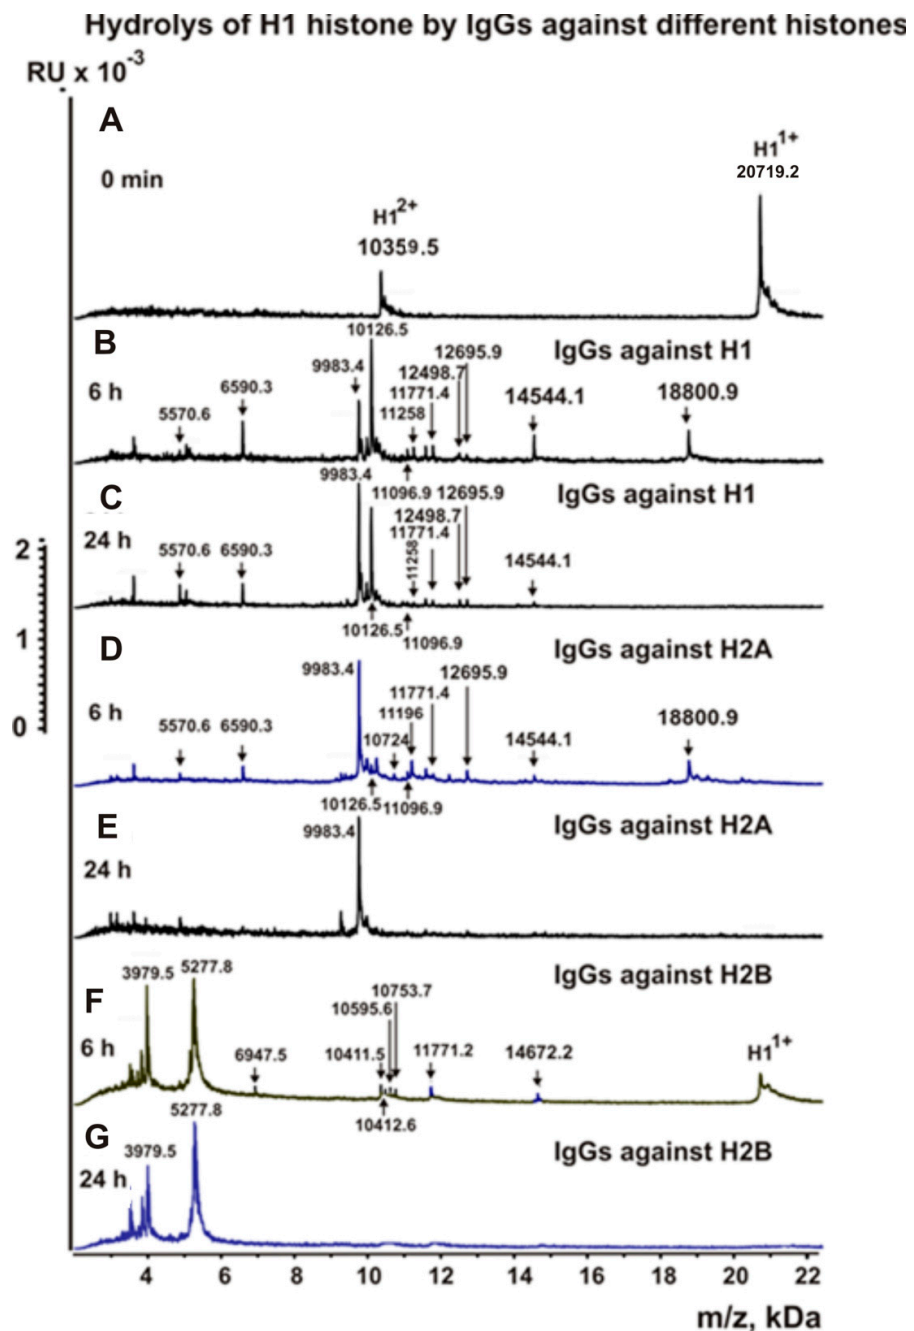 Hydrolys of H1 histone by IgGs against different histones
RU x 10⁻³
A
0 min
H1²⁺
10359.5
H1¹⁺
20719.2
B
6 h
IgGs against H1
5570.6
6590.3
9983.4
10126.5
11096.9
11258
11771.4
12498.7
12695.9
14544.1
18800.9
C
24 h
IgGs against H1
5570.6
6590.3
9983.4
10126.5
11096.9
11258
11771.4
12498.7
12695.9
14544.1
2
1
0
D
6 h
IgGs against H2A
5570.6
6590.3
9983.4
10126.5
10724
11096.9
11196
11771.4
12695.9
14544.1
18800.9
E
24 h
IgGs against H2A
9983.4
F
6 h
IgGs against H2B
3979.5
5277.8
6947.5
10411.5
10412.6
10595.6
10753.7
11771.2
14672.2
H1¹⁺
G
24 h
IgGs against H2B
3979.5
5277.8
4 6 8 10 12 14 16 18 20 22
m/z, kDa